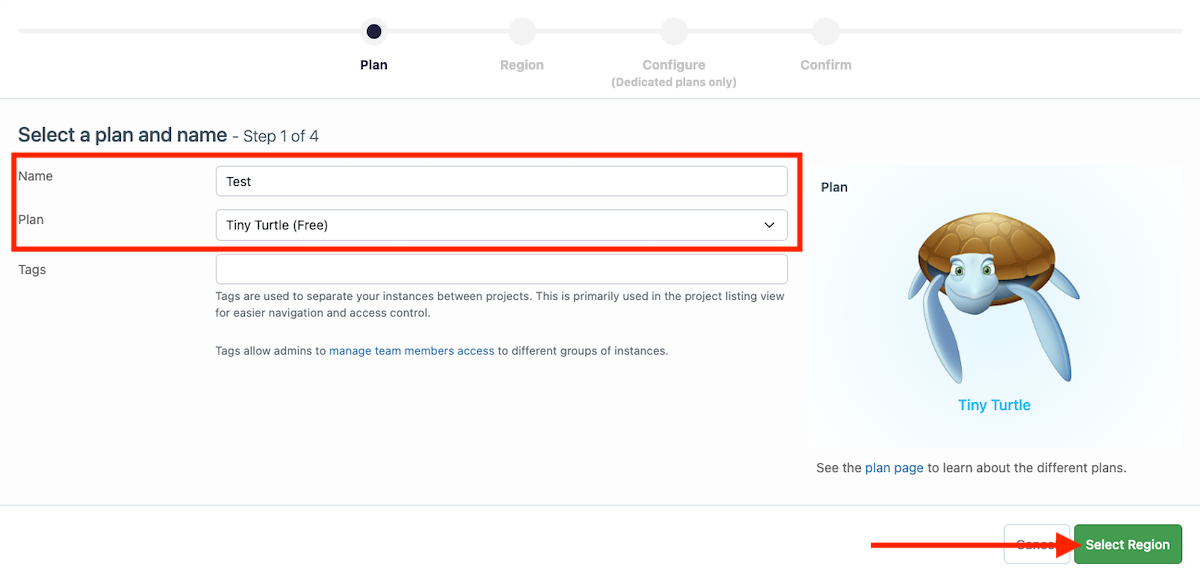 Plan
Region
Configure
Confirm
(Dedicated plans only)
Select a plan and name - Step 1 of 4
Name
Test
Plan
Tiny Turtle (Free)
Tags
Tags are used to separate your instances between projects. This is primarily used in the project listing view
for easier navigation and access control.
Tags allow admins to manage team members access to different groups of instances.
Plan
Tiny Turtle
See the plan page to learn about the different plans.
Cancel
Select Region